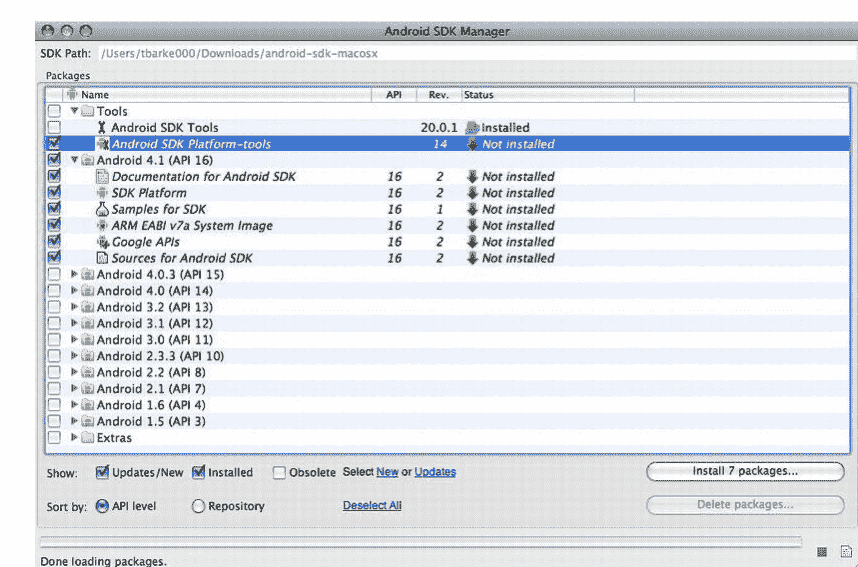 Android SDK Manager
SDK Path: /Users/tbarke000/Downloads/android-sdk-macosx
Packages
Name API Rev. Status
Tools
Android SDK Tools 20.0.1 Installed
Android SDK Platform-tools 14 Not installed
Android 4.1 (API 16)
Documentation for Android SDK 16 2 Not installed
SDK Platform 16 2 Not installed
Samples for SDK 16 1 Not installed
ARM EABI v7a System Image 16 2 Not installed
Google APIs 16 2 Not installed
Sources for Android SDK 16 2 Not installed
Android 4.0.3 (API 15)
Android 4.0 (API 14)
Android 3.2 (API 13)
Android 3.1 (API 12)
Android 3.0 (API 11)
Android 2.3.3 (API 10)
Android 2.2 (API 8)
Android 2.1 (API 7)
Android 1.6 (API 4)
Android 1.5 (API 3)
Extras
Show: Updates/New Installed Obsolete Select New or Updates Install 7 packages...
Sort by: API level Repository Deselect All Delete packages...
Done loading packages.